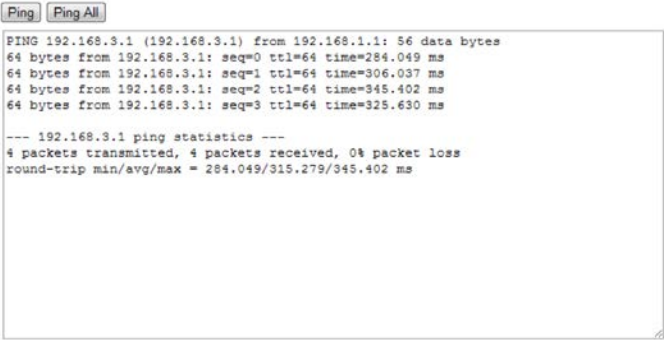 Ping Ping All
PING 192.168.3.1 (192.168.3.1) from 192.168.1.1: 56 data bytes
64 bytes from 192.168.3.1: seq=0 ttl=64 time=284.049 ms
64 bytes from 192.168.3.1: seq=1 ttl=64 time=306.037 ms
64 bytes from 192.168.3.1: seq=2 ttl=64 time=345.402 ms
64 bytes from 192.168.3.1: seq=3 ttl=64 time=325.630 ms
--- 192.168.3.1 ping statistics ---
4 packets transmitted, 4 packets received, 0% packet loss
round-trip min/avg/max = 284.049/315.279/345.402 ms